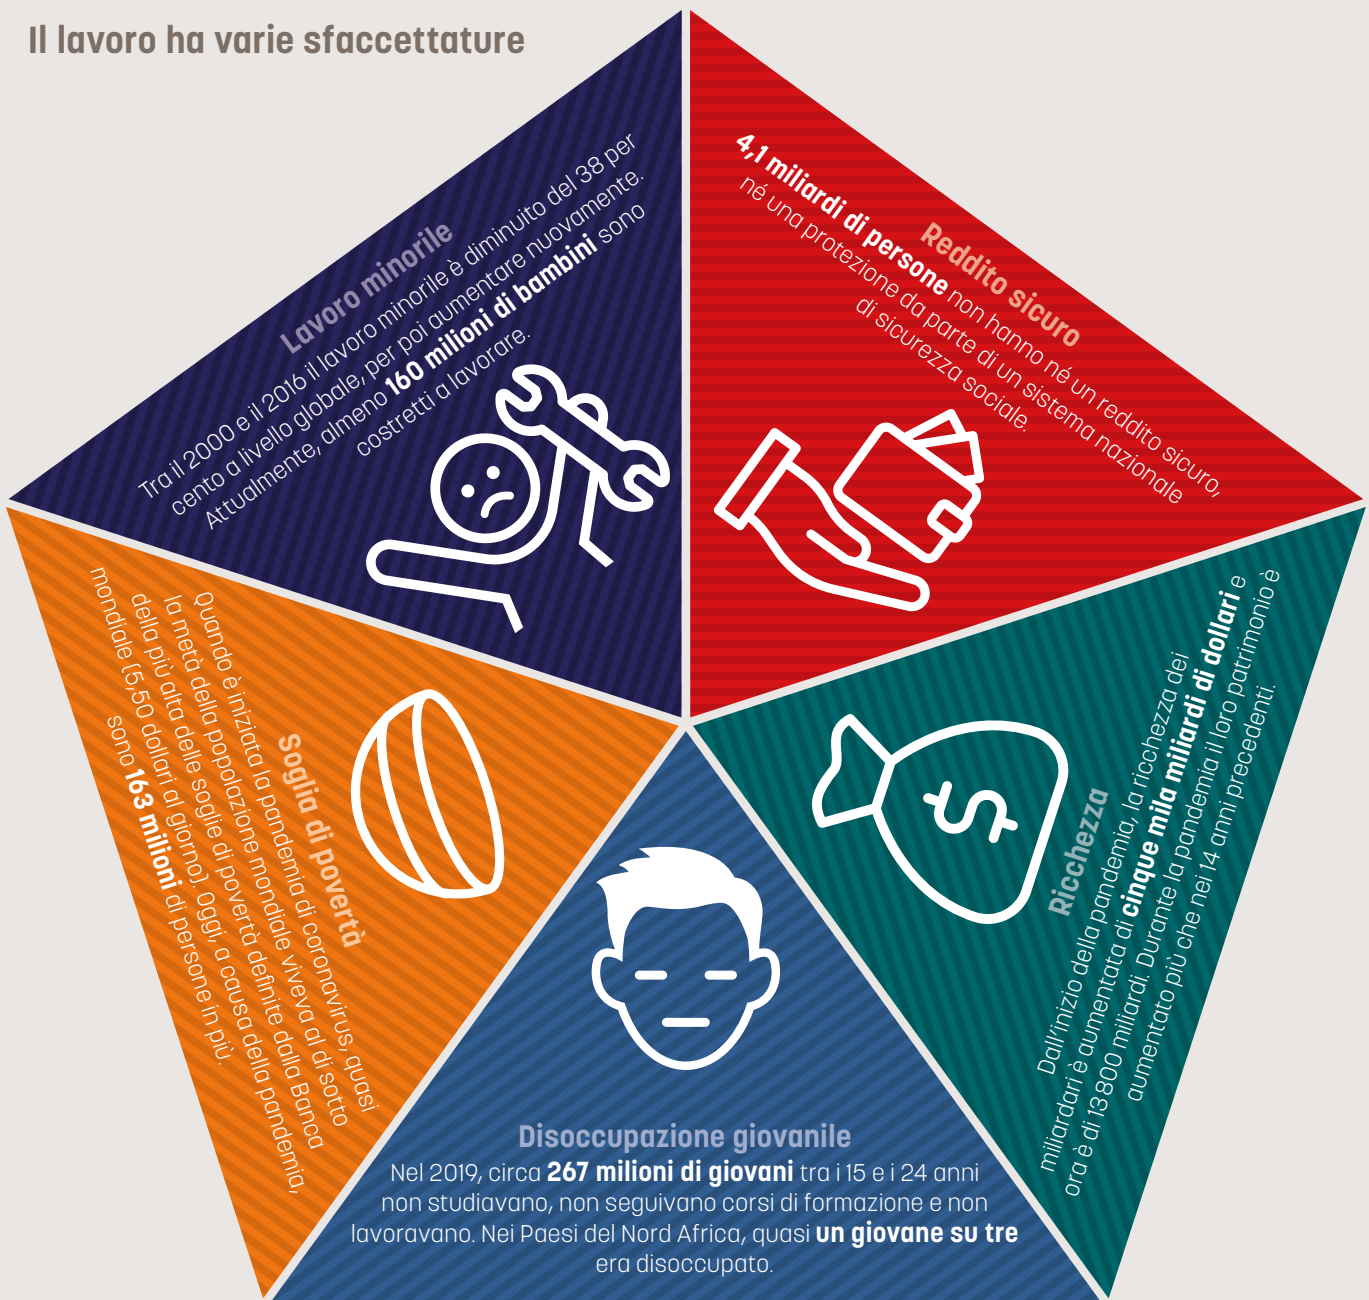 Il lavoro ha varie sfaccettature
Lavoro minorile
Tra il 2000 e il 2016 il lavoro minorile è diminuito del 38 per
cento a livello globale, per poi aumentare nuovamente.
Attualmente, almeno 160 milioni di bambini sono
costretti a lavorare.
Reddito sicuro
4,1 miliardi di persone non hanno né un reddito sicuro,
né una protezione da parte di un sistema nazionale
di sicurezza sociale.
Ricchezza
Dall’inizio della pandemia, la ricchezza dei
miliardari è aumentata di cinque mila miliardi di dollari e
ora è di 13 800 miliardi. Durante la pandemia il loro patrimonio è
aumentato più che nei 14 anni precedenti.
Disoccupazione giovanile
Nel 2019, circa 267 milioni di giovani tra i 15 e i 24 anni
non studiavano, non seguivano corsi di formazione e non
lavoravano. Nei Paesi del Nord Africa, quasi un giovane su tre
era disoccupato.
Soglia di povertà
Quando è iniziata la pandemia di coronavirus, quasi
la metà della popolazione mondiale viveva al di sotto
della più alta delle soglie di povertà definite dalla Banca
mondiale (5,50 dollari al giorno). Oggi, a causa della pandemia,
sono 163 milioni di persone in più.